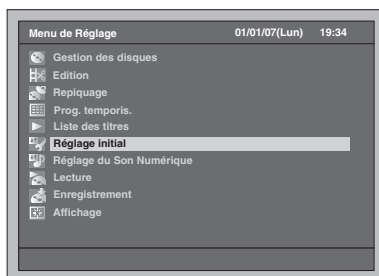 Menu de Réglage 01/01/07(Lun) 19:34
Gestion des disques
Edition
Repiquage
Prog. temporis.
Liste des titres
Réglage initial
Réglage du Son Numérique
Lecture
Enregistrement
Affichage